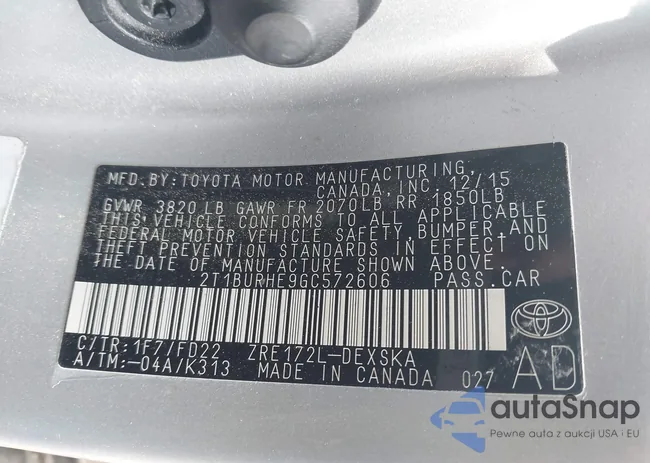 MFD.BY:TOYOTA MOTOR MANUFACTURING,
CANADA,INC. 12/15
GVWR 3820 LB GAWR FR 2070LB RR 1850LB
THIS VEHICLE CONFORMS TO ALL APPLICABLE
FEDERAL MOTOR VEHICLE SAFETY, BUMPER,AND
THEFT PREVENTION STANDARDS IN EFFECT ON
THE DATE OF MANUFACTURE SHOWN ABOVE.
2T1BURHE9GC572606 PASS.CAR
C/TR:1F7/FD22 ZRE172L-DEXSKA
A/TM:-04A/K313 MADE IN CANADA 027 AD
autaSnap
Pewne auta z aukcji USA i EU